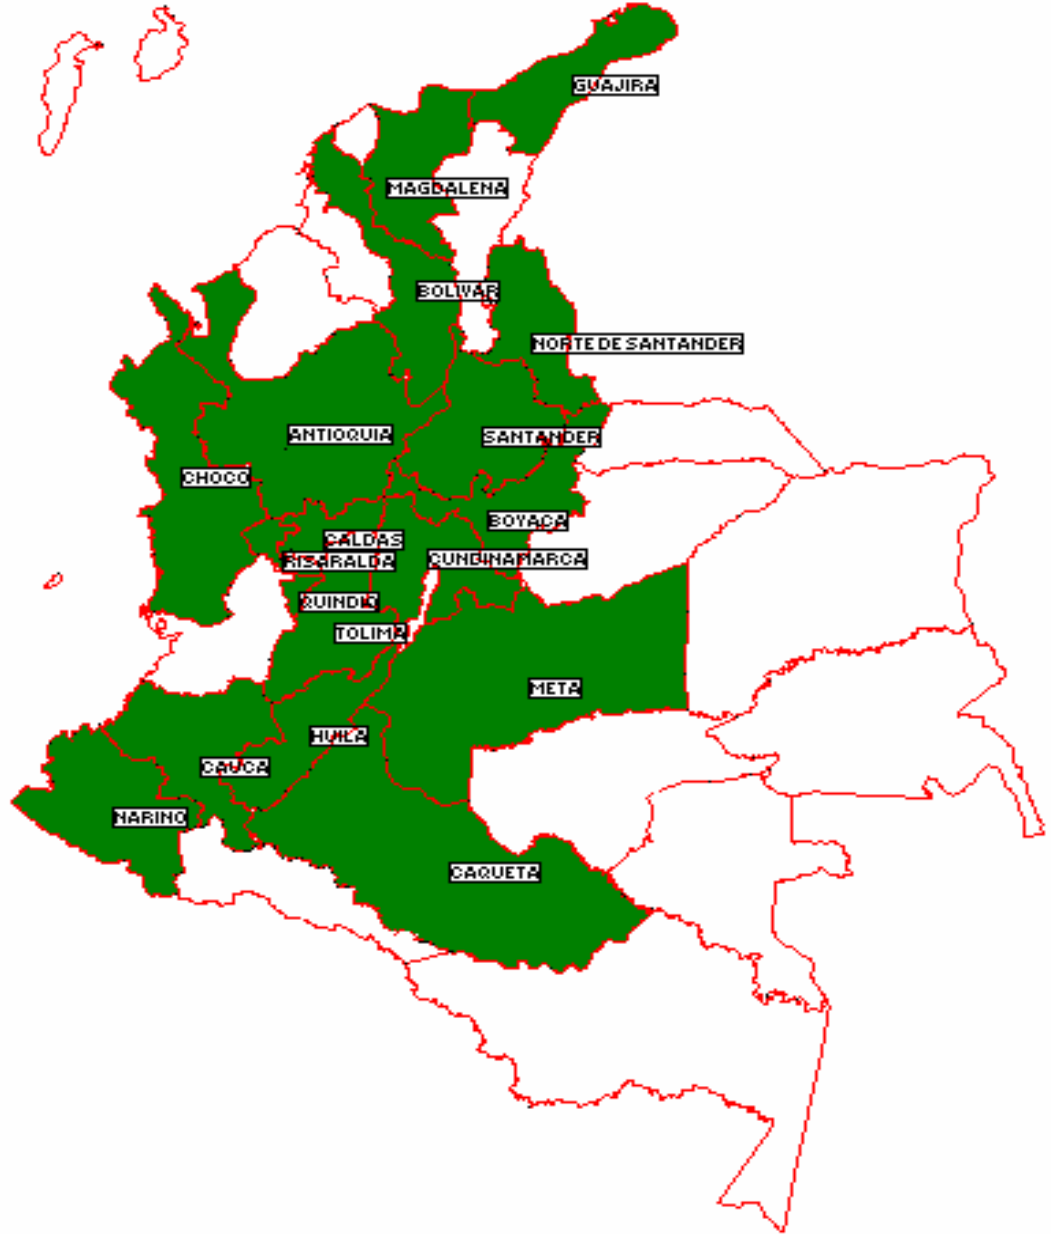 GUAJIRA
MAGDALENA
BOLIVAR
NORTE DE SANTANDER
ANTIOQUIA
SANTANDER
CHOCO
BOYACA
CALDAS
CUNDINAMARCA
RISARALDA
QUINDIO
TOLIMA
META
HUILA
CAUCA
NARINO
CAQUETA